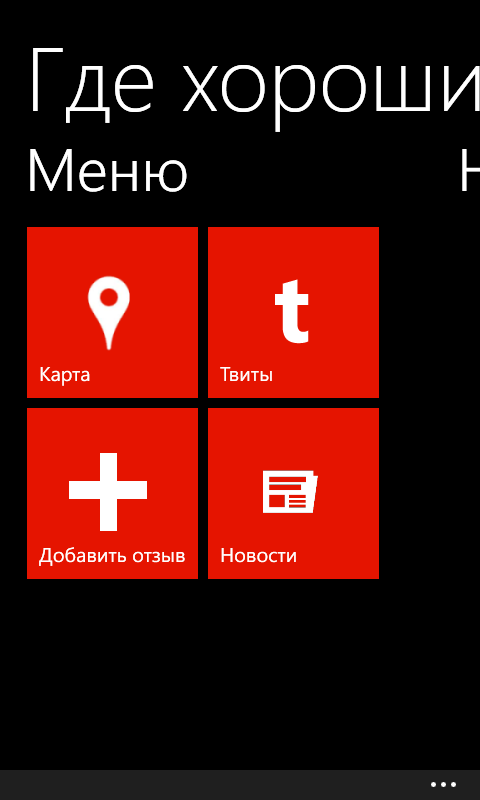 Где хороши
Меню
Карта
Твиты
Добавить отзыв
Новости